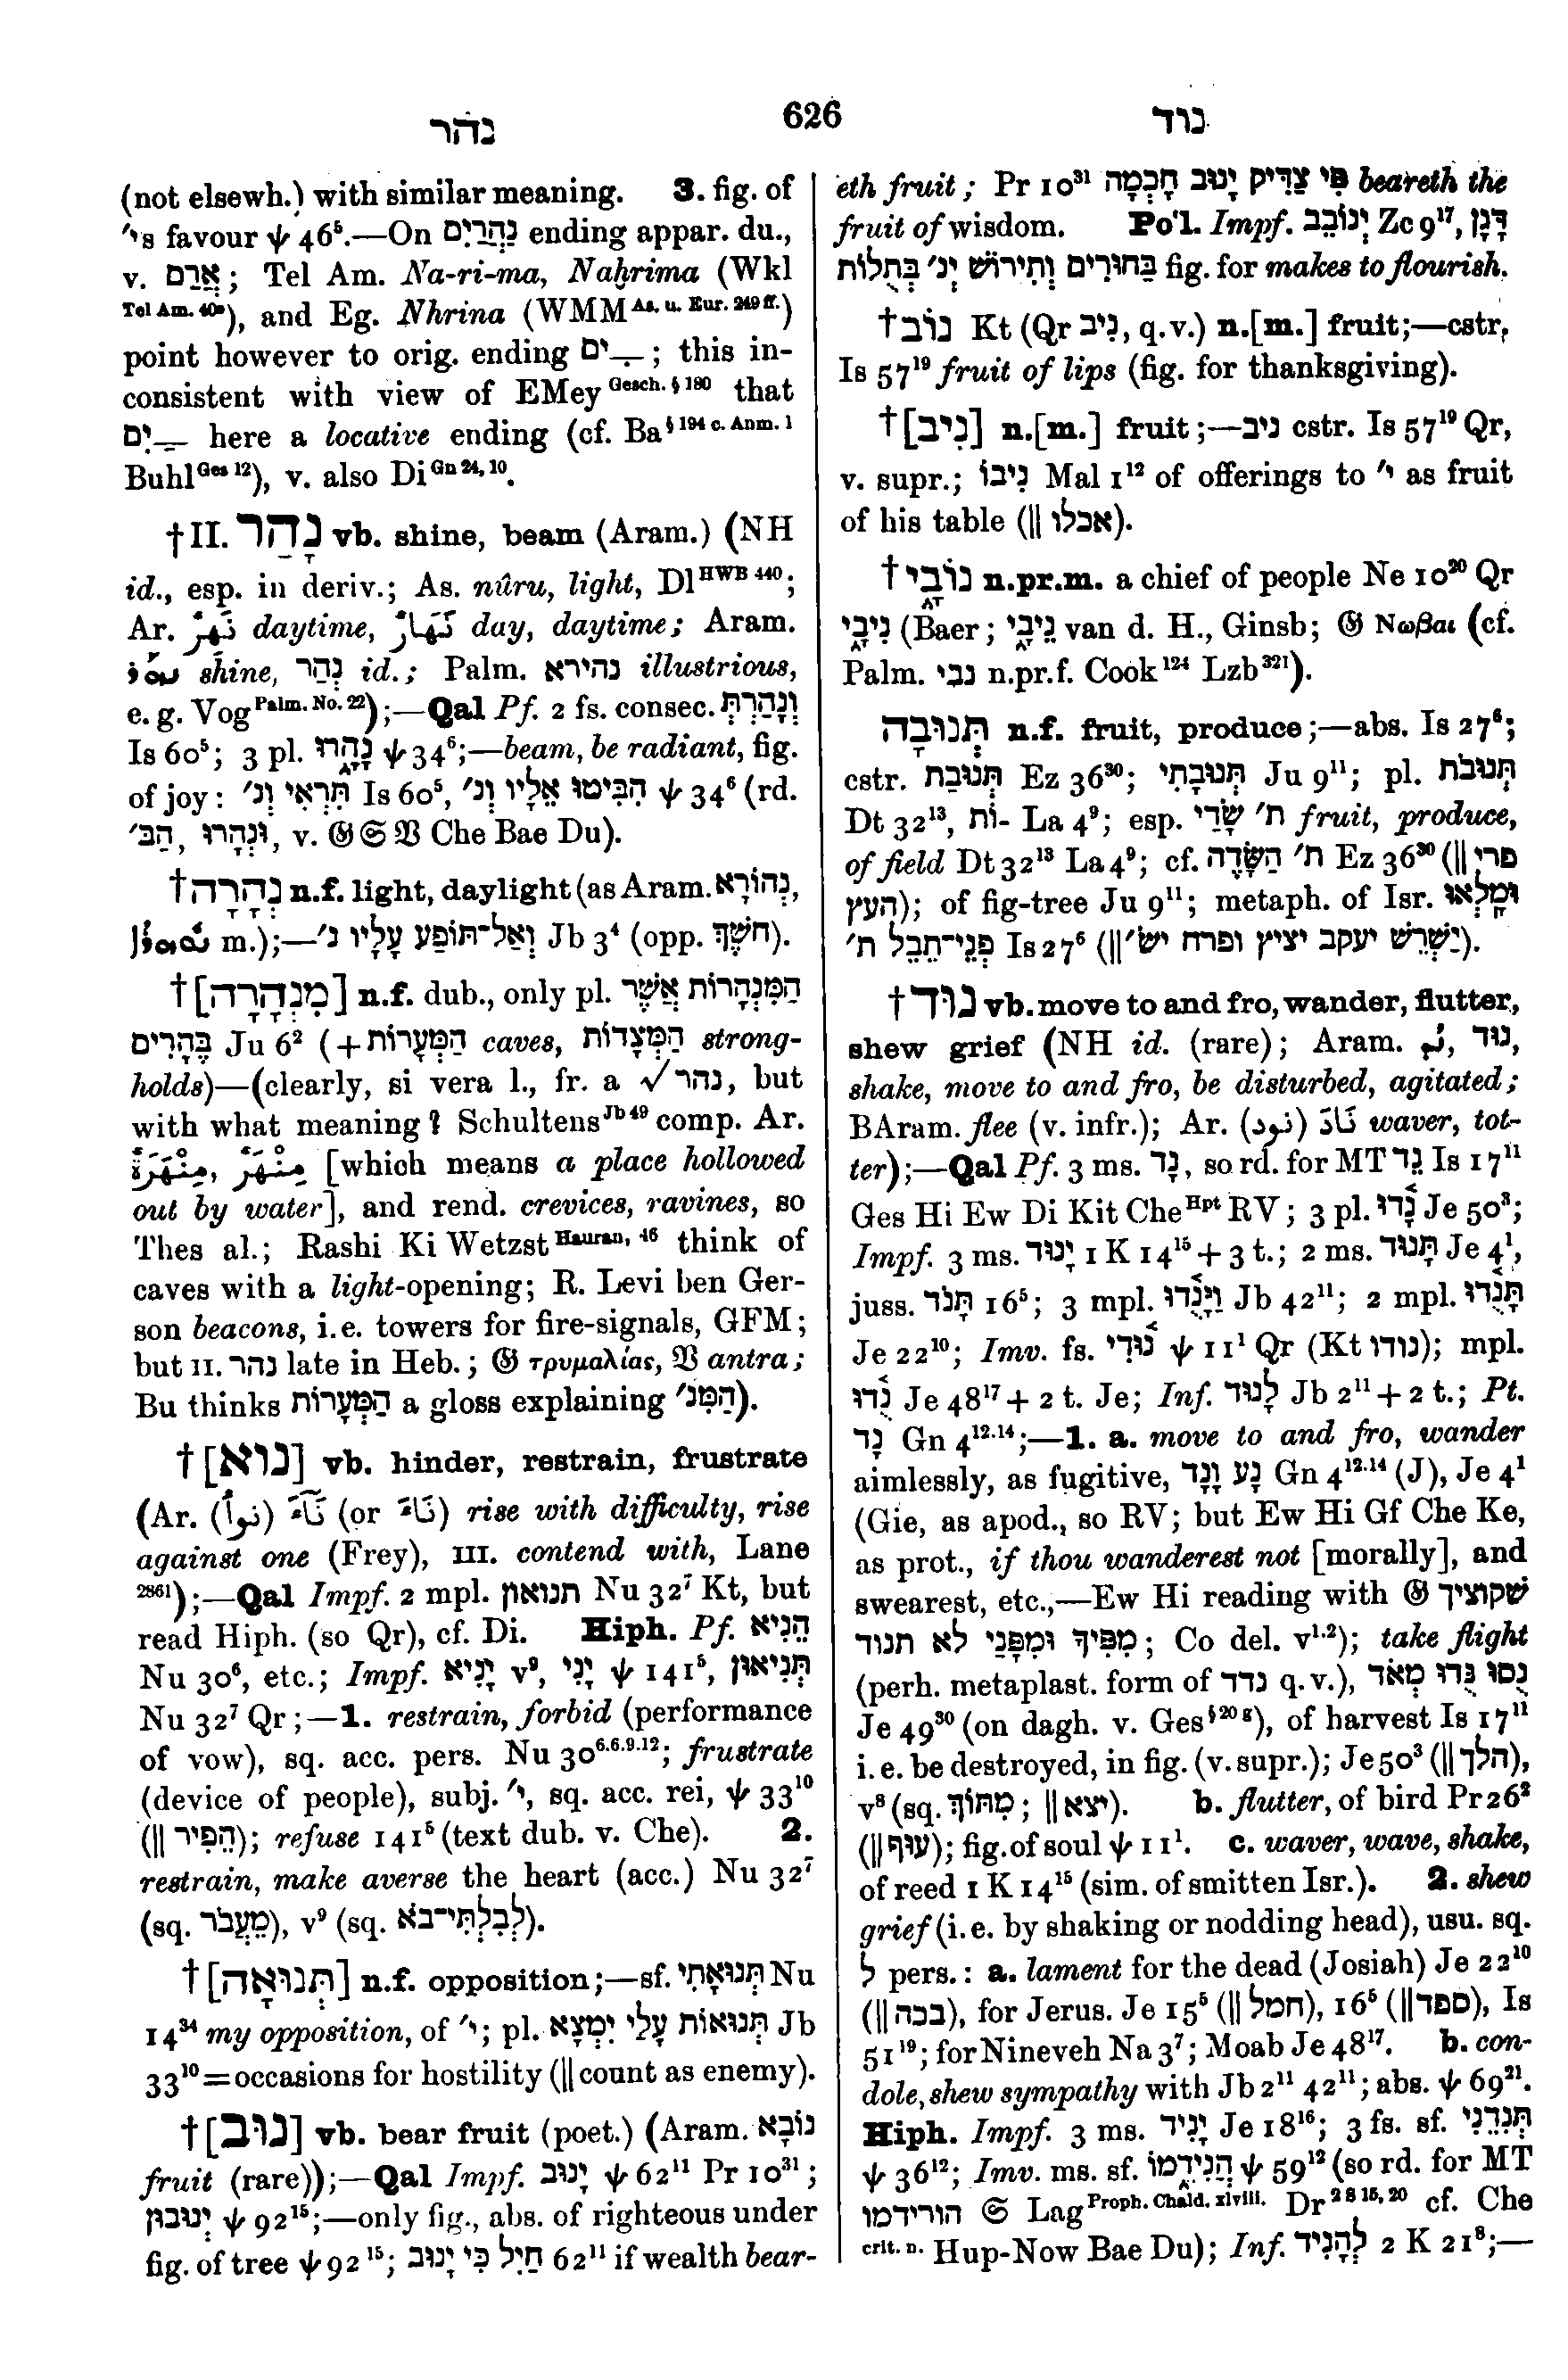 נהר
626
נוד
(not elsewh.) with similar meaning. 3. fig. of
י׳'s favour ψ 46⁵.—On נַהֲרַיִם ending appar. du.,
v. אֲרַם; Tel Am. Na-ri-ma, Naḫrima (Wkl
Tel Am. 40*), and Eg. Nhrina (WMM As. u. Eur. 249 ff.)
point however to orig. ending ־ִים; this in-
consistent with view of EMey Gesch. § 180 that
־ַיִם here a locative ending (cf. Ba § 194 c. Anm. 1
Buhl Ges 12), v. also Di Gn 24, 10.
†II. נָהַר vb. shine, beam (Aram.) (NH
id., esp. in deriv.; As. nûru, light, Dl HWB 440;
Ar. نَهَرَ daytime, نَهَارٌ day, daytime; Aram.
ܢܗܪ shine, נְהַר id.; Palm. נהירא illustrious,
e. g. Vog Palm. No. 22);—Qal Pf. 2 fs. consec. וְנָהַרְתְּ
Is 60⁵; 3 pl. נָהָרוּ ψ 34⁶;—beam, be radiant, fig.
of joy: תִּרְאִי וְנ׳ Is 60⁵, הִבִּיטוּ אֵלָיו וְנ׳ ψ 34⁶ (rd.
הַבּ׳, וּנְהָרוּ, v. 𝔊 𝔖 𝔙 Che Bae Du).
†נְהָרָה n.f. light, daylight (as Aram. נְהוֹרָא,
ܢܘܗܪܐ m.);—וְאַל־תּוֹפַע עָלָיו נ׳ Jb 3⁴ (opp. חשֶׁךְ).
†[מִנְהָרָה] n.f. dub., only pl. הַמִּנְהָרוֹת אֲשֶׁר
בֶּהָרִים Ju 6² (+הַמְּעָרוֹת caves, הַמְּצָדוֹת strong-
holds)—(clearly, si vera l., fr. a √נהר, but
with what meaning? Schultens Jb 49 comp. Ar.
مِنْهَرٌ, مِنْهَرَةٌ [which means a place hollowed
out by water], and rend. crevices, ravines, so
Thes al.; Rashi Ki Wetzst Hauran, 46 think of
caves with a light-opening; R. Levi ben Ger-
son beacons, i.e. towers for fire-signals, GFM;
but II. נהר late in Heb.; 𝔊 τρυμαλίας, 𝔙 antra;
Bu thinks הַמְּעָרוֹת a gloss explaining הַמִּנ׳).
†[נוּא] vb. hinder, restrain, frustrate
(Ar. (نوأ) نَآءَ (or نَاءَ) rise with difficulty, rise
against one (Frey), III. contend with, Lane
2861);—Qal Impf. 2 mpl. תנואון Nu 32⁷ Kt, but
read Hiph. (so Qr), cf. Di. Hiph. Pf. הֵנִיא
Nu 30⁶, etc.; Impf. יָנִיא v⁹, יָנִי ψ 141⁵, תְּנִיאוּן
Nu 32⁷ Qr;—1. restrain, forbid (performance
of vow), sq. acc. pers. Nu 30⁶·⁶·⁹·¹²; frustrate
(device of people), subj. י׳, sq. acc. rei, ψ 33¹⁰
(‖ הֵפִיר); refuse 141⁵ (text dub. v. Che). 2.
restrain, make averse the heart (acc.) Nu 32⁷
(sq. מֵעֲבֹר), v⁹ (sq. לְבִלְתִּי־בֹא).
†[תְּנוּאָה] n.f. opposition;—sf. תְּנוּאָתִי Nu
14³⁴ my opposition, of י׳; pl. תְּנוּאוֹת עָלַי יִמְצָא Jb
33¹⁰=occasions for hostility (‖ count as enemy).
†[נוּב] vb. bear fruit (poet.) (Aram. נוֹבָא
fruit (rare));—Qal Impf. יָנוּב ψ 62¹¹ Pr 10³¹;
יְנוּבוּן ψ 92¹⁵;—only fig., abs. of righteous under
fig. of tree ψ 92¹⁵; חַיִל כִּי יָנוּב 62¹¹ if wealth bear-
eth fruit; Pr 10³¹ פִּי צַדִּיק יָנוּב חָכְמָה beareth the
fruit of wisdom. Po'l. Impf. יְנוֹבֵב Zc 9¹⁷, דָּגָן
בַּחוּרִים וְתִירוֹשׁ יְנ׳ בְּתֻלוֹת fig. for makes to flourish.
†נוֹב Kt (Qr נִיב, q.v.) n.[m.] fruit;—cstr,
Is 57¹⁹ fruit of lips (fig. for thanksgiving).
†[נִיב] n.[m.] fruit;—נִיב cstr. Is 57¹⁹ Qr,
v. supr.; נִיבוֹ Mal 1¹² of offerings to י׳ as fruit
of his table (‖ אכלו).
†נוֹבָי n.pr.m. a chief of people Ne 10²⁰ Qr
נִיבָי (Baer; נֵיבָי van d. H., Ginsb; 𝔊 Νωβαι (cf.
Palm. נבי n.pr.f. Cook¹²⁴ Lzb³²¹).
תְּנוּבָה n.f. fruit, produce;—abs. Is 27⁶;
cstr. תְּנוּבַת Ez 36³⁰; תְּנוּבָתִי Ju 9¹¹; pl. תְּנוּבֹת
Dt 32¹³, וֹת- La 4⁹; esp. ת׳ שָׂדַי fruit, produce,
of field Dt 32¹³ La 4⁹; cf. ת׳ הַשָּׂדֶה Ez 36³⁰ (‖ פרי
העץ); of fig-tree Ju 9¹¹; metaph. of Isr. וּמָלְאוּ
פְנֵי־תֵבֵל ת׳ Is 27⁶ (‖ יַשְׁרֵשׁ יעקב יציץ ופרח יש׳).
†נוּד vb. move to and fro, wander, flutter,
shew grief (NH id. (rare); Aram. ܢܕ, נוּד,
shake, move to and fro, be disturbed, agitated;
BAram. flee (v. infr.); Ar. (نود) نَادَ waver, tot-
ter);—Qal Pf. 3 ms. נָד, so rd. for MT נֵד Is 17¹¹
Ges Hi Ew Di Kit Che Hpt RV; 3 pl. נָדוּ Je 50³;
Impf. 3 ms. יָנוּד 1 K 14¹⁵ + 3 t.; 2 ms. תָּנוּד Je 4¹,
juss. תָּנֹד 16⁵; 3 mpl. וַיָּנֻדוּ Jb 42¹¹; 2 mpl. תָּנֻדוּ
Je 22¹⁰; Imv. fs. נוּדִי ψ 11¹ Qr (Kt נודו); mpl.
נֻדוּ Je 48¹⁷ + 2 t. Je; Inf. לָנוּד Jb 2¹¹ + 2 t.; Pt.
נָד Gn 4¹²·¹⁴;—1. a. move to and fro, wander
aimlessly, as fugitive, נָע וָנָד Gn 4¹²·¹⁴ (J), Je 4¹
(Gie, as apod., so RV; but Ew Hi Gf Che Ke,
as prot., if thou wanderest not [morally], and
swearest, etc.,—Ew Hi reading with 𝔊 שׁקוציך
מִפִּיךָ וּמִפָּנַי לֹא תנוד; Co del. v¹·²); take flight
(perh. metaplast. form of נדד q.v.), נֻסוּ נֻּדוּ מְאֹד
Je 49³⁰ (on dagh. v. Ges § 20 g), of harvest Is 17¹¹
i.e. be destroyed, in fig. (v. supr.); Je 50³ (‖ הלך),
v⁸ (sq. מִתּוֹךְ; ‖ יצא). b. flutter, of bird Pr 26²
(‖ עוּף); fig. of soul ψ 11¹. c. waver, wave, shake,
of reed 1 K 14¹⁵ (sim. of smitten Isr.). 2. shew
grief (i.e. by shaking or nodding head), usu. sq.
לְ pers.: a. lament for the dead (Josiah) Je 22¹⁰
(‖ בכה), for Jerus. Je 15⁵ (‖ חמל), 16⁵ (‖ ספד), Is
51¹⁹; for Nineveh Na 3⁷; Moab Je 48¹⁷. b. con-
dole, shew sympathy with Jb 2¹¹ 42¹¹; abs. ψ 69²¹.
Hiph. Impf. 3 ms. יָנִיד Je 18¹⁶; 3 fs. sf. תְּנִדֵנִי
ψ 36¹²; Imv. ms. sf. הֲנִידֵמוֹ ψ 59¹² (so rd. for MT
הורידמו 𝔖 Lag Proph. Chald. xlviii. Dr 2 S 15, 20 cf. Che
crit. n. Hup-Now Bae Du); Inf. לְהָנִיד 2 K 21⁸;—